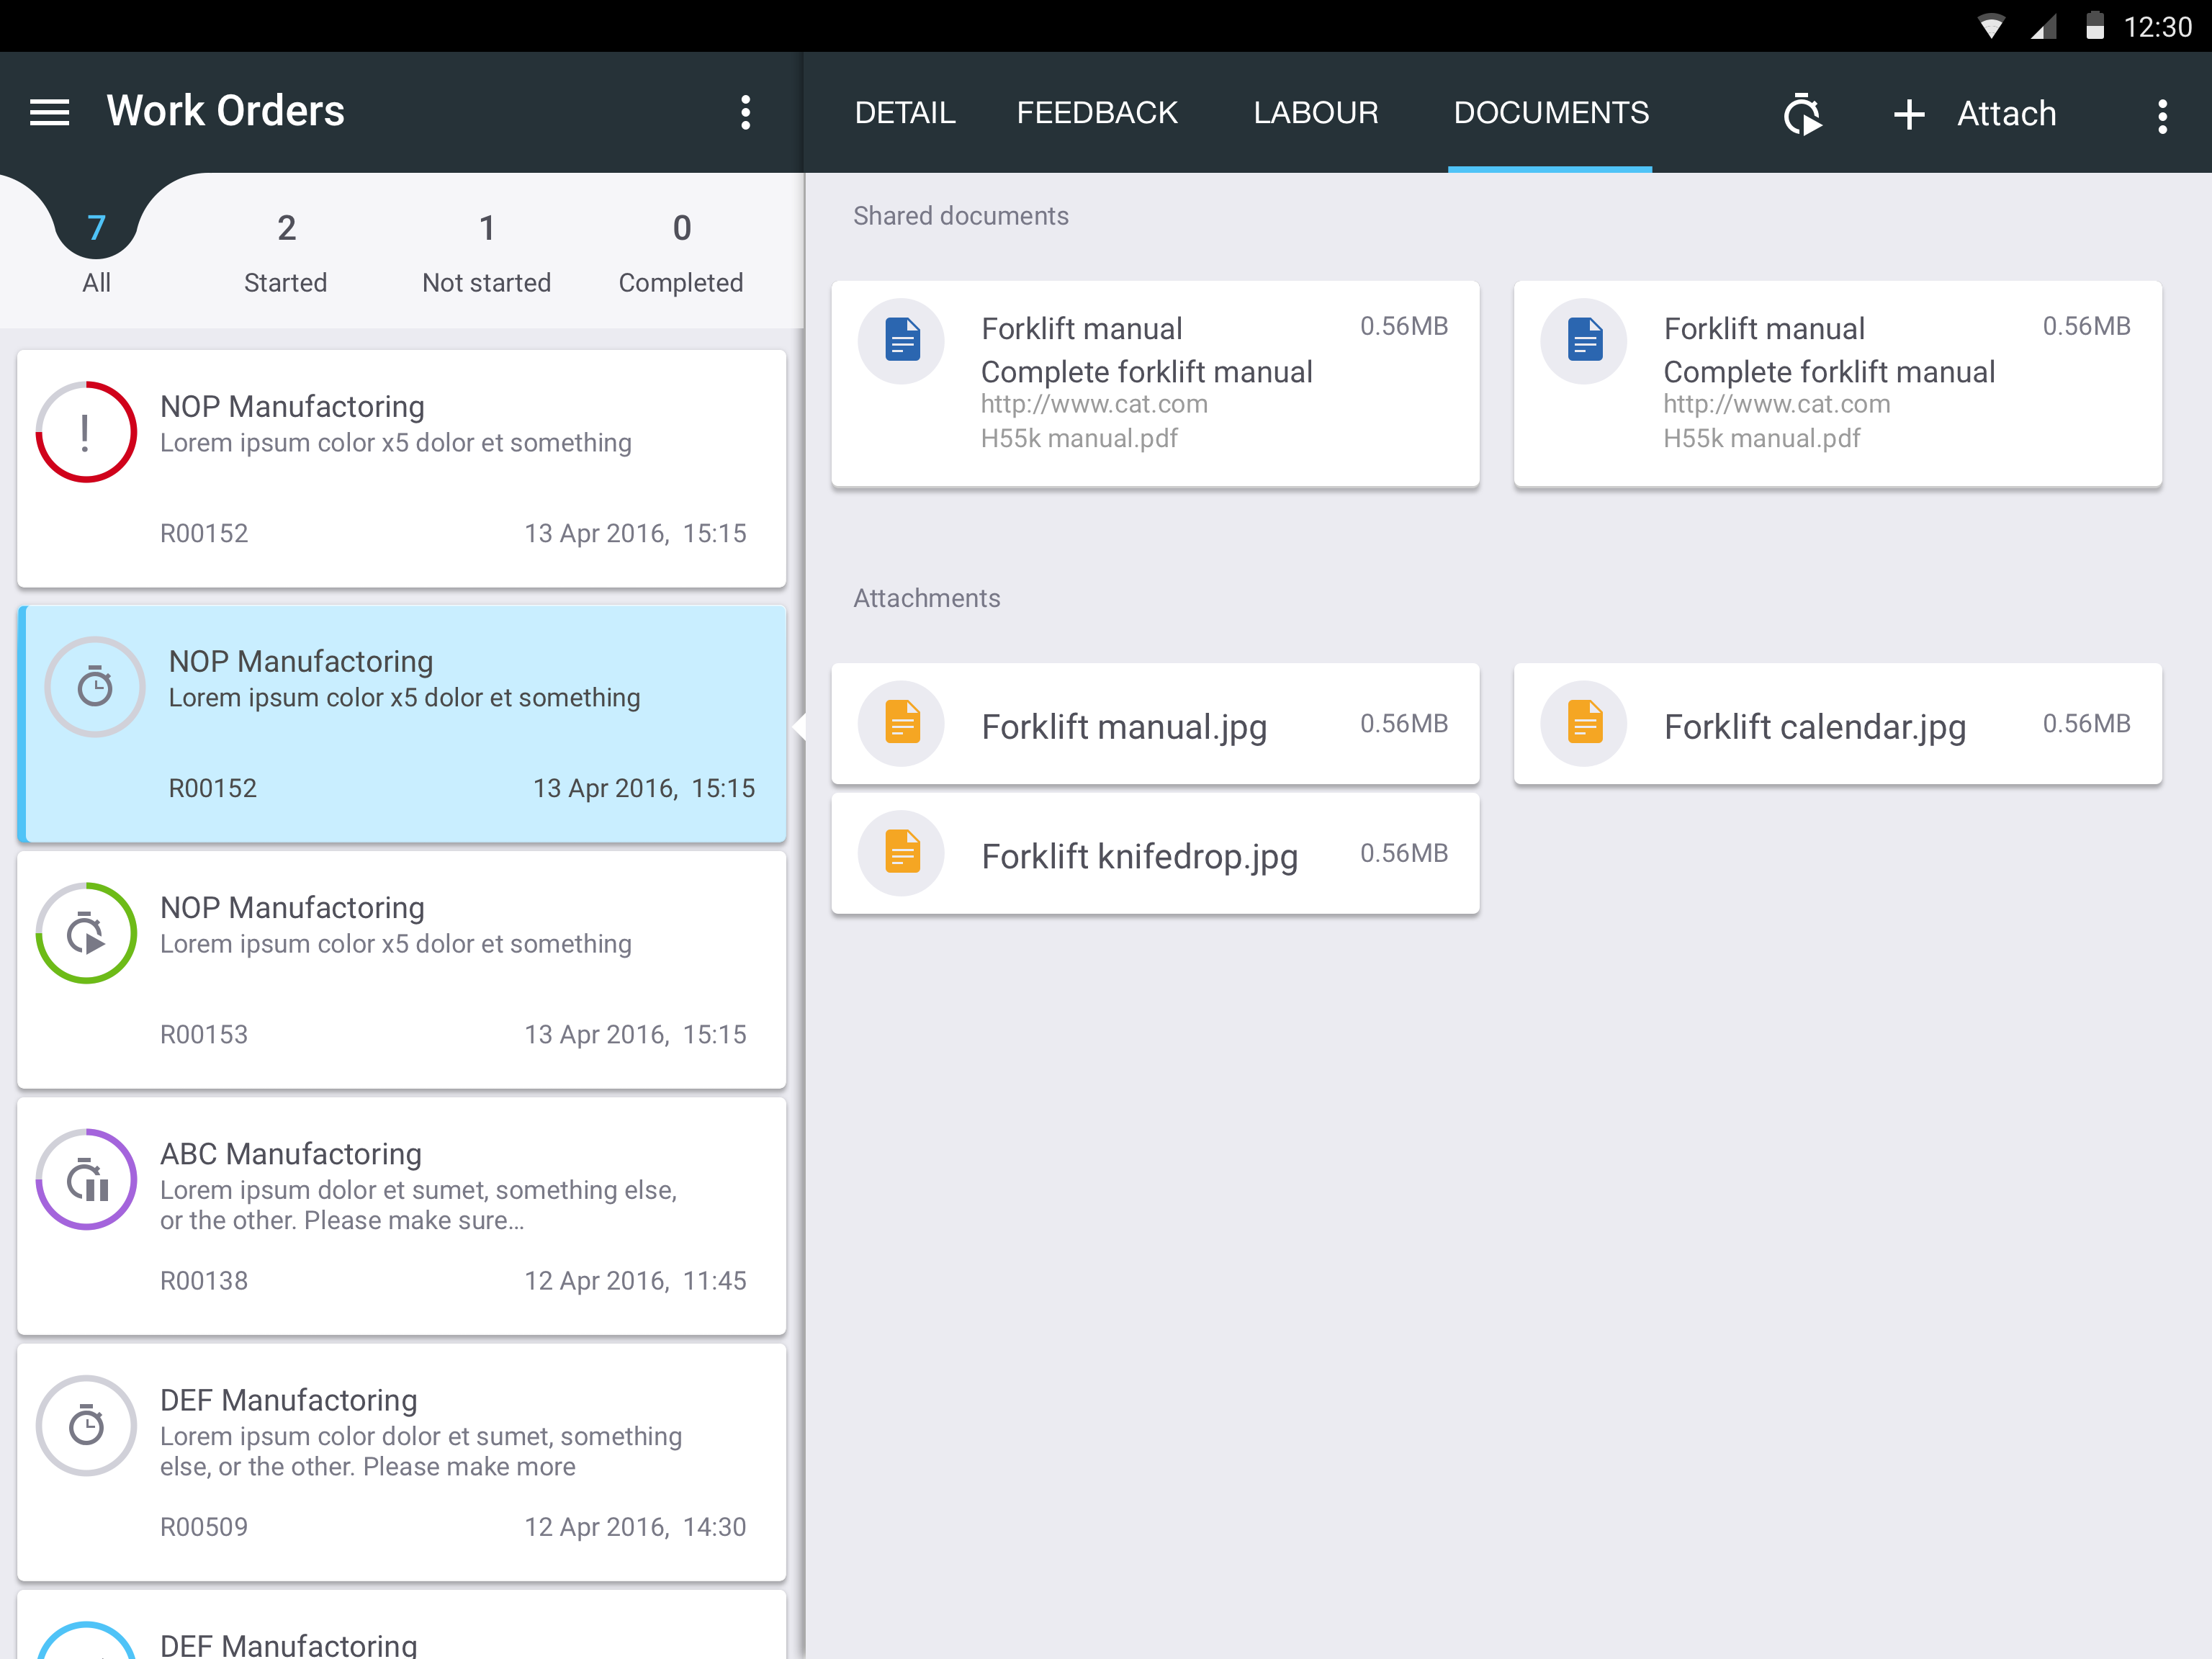 12:30
Work Orders
DETAIL FEEDBACK LABOUR DOCUMENTS Attach
7 2 1 0
All Started Not started Completed
NOP Manufactoring
Lorem ipsum color x5 dolor et something
R00152 13 Apr 2016, 15:15
NOP Manufactoring
Lorem ipsum color x5 dolor et something
R00152 13 Apr 2016, 15:15
NOP Manufactoring
Lorem ipsum color x5 dolor et something
R00153 13 Apr 2016, 15:15
ABC Manufactoring
Lorem ipsum dolor et sumet, something else,
or the other. Please make sure...
R00138 12 Apr 2016, 11:45
DEF Manufactoring
Lorem ipsum color dolor et sumet, something
else, or the other. Please make more
R00509 12 Apr 2016, 14:30
DEF Manufactoring
Shared documents
Forklift manual 0.56MB
Complete forklift manual
http://www.cat.com
H55k manual.pdf
Forklift manual 0.56MB
Complete forklift manual
http://www.cat.com
H55k manual.pdf
Attachments
Forklift manual.jpg 0.56MB
Forklift calendar.jpg 0.56MB
Forklift knifedrop.jpg 0.56MB